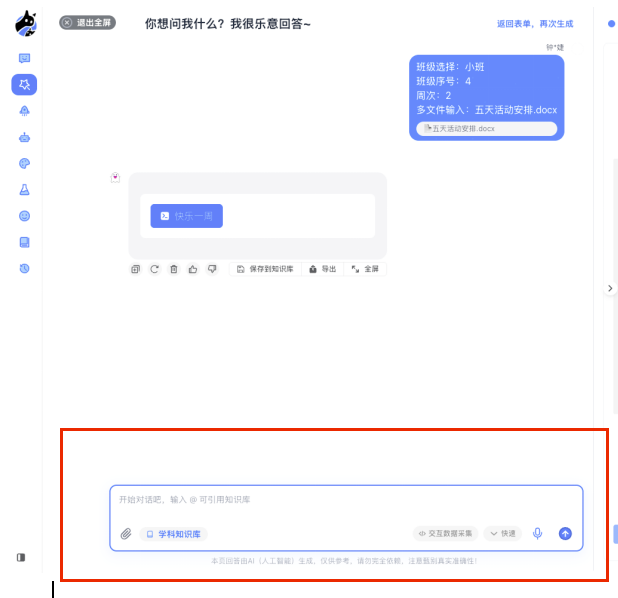 退出全屏
你想问我什么？我很乐意回答~
返回表单，再次生成
钟*婕
班级选择：小班
班级序号：4
周次：2
多文件输入：五天活动安排.docx
五天活动安排.docx
快乐一周
保存到知识库
导出
全屏
开始对话吧，输入 @ 可引用知识库
学科知识库
交互数据采集
快速
本页回答由AI（人工智能）生成，仅供参考，请勿完全依赖，注意甄别真实准确性！